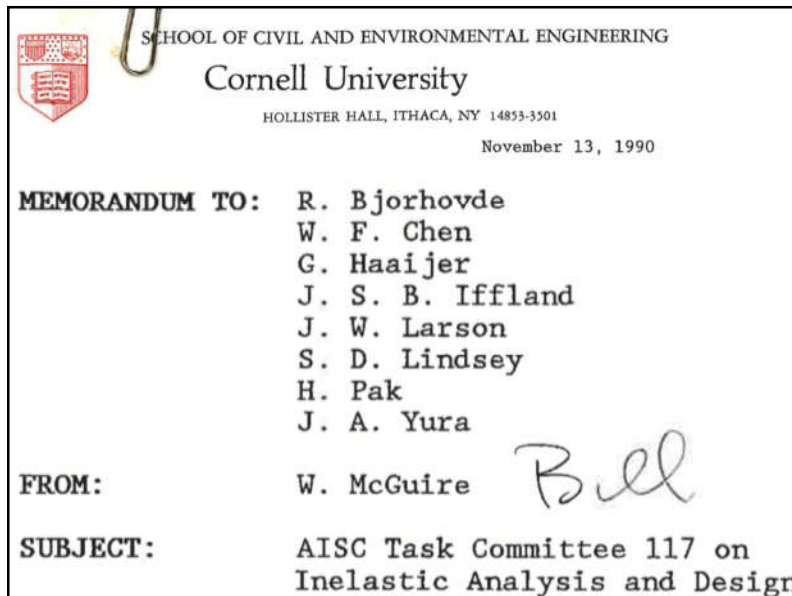 SCHOOL OF CIVIL AND ENVIRONMENTAL ENGINEERING
Cornell University
HOLLISTER HALL, ITHACA, NY 14853-3501
November 13, 1990
MEMORANDUM TO: R. Bjorhovde
W. F. Chen
G. Haaijer
J. S. B. Iffland
J. W. Larson
S. D. Lindsey
H. Pak
J. A. Yura
FROM: W. McGuire Bill
SUBJECT: AISC Task Committee 117 on
Inelastic Analysis and Design